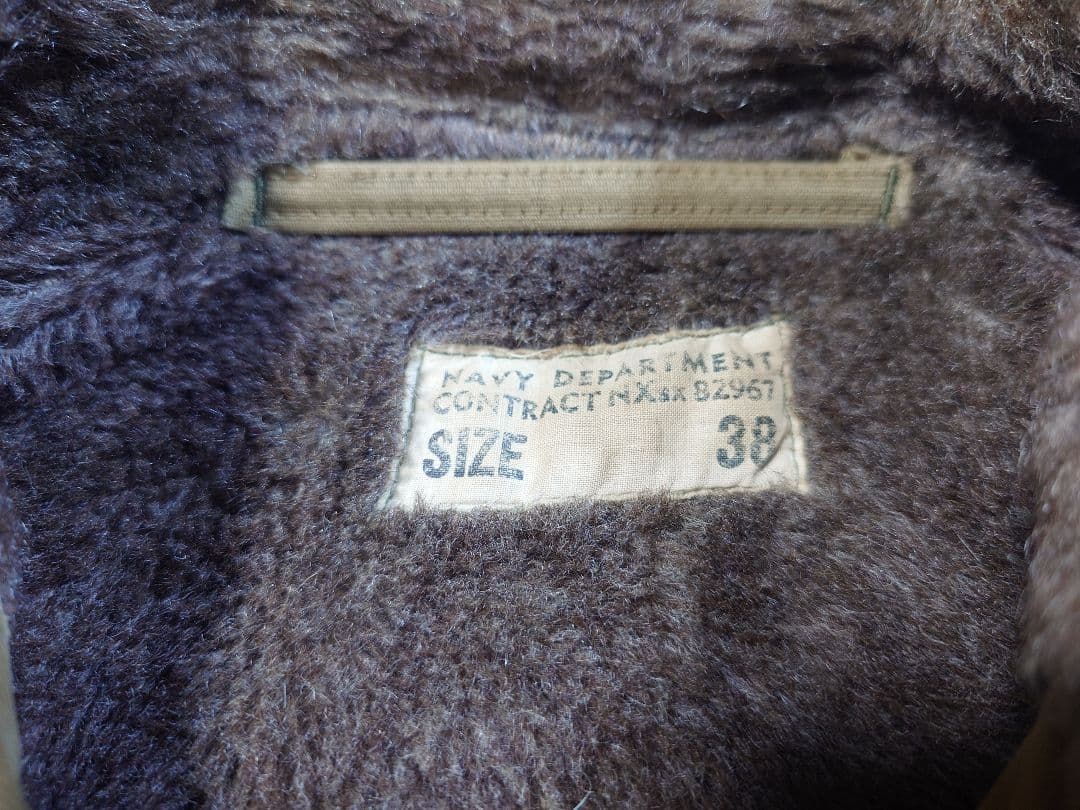 NAVY DEPARTMENT
CONTRACT NXsx 82967
SIZE 38